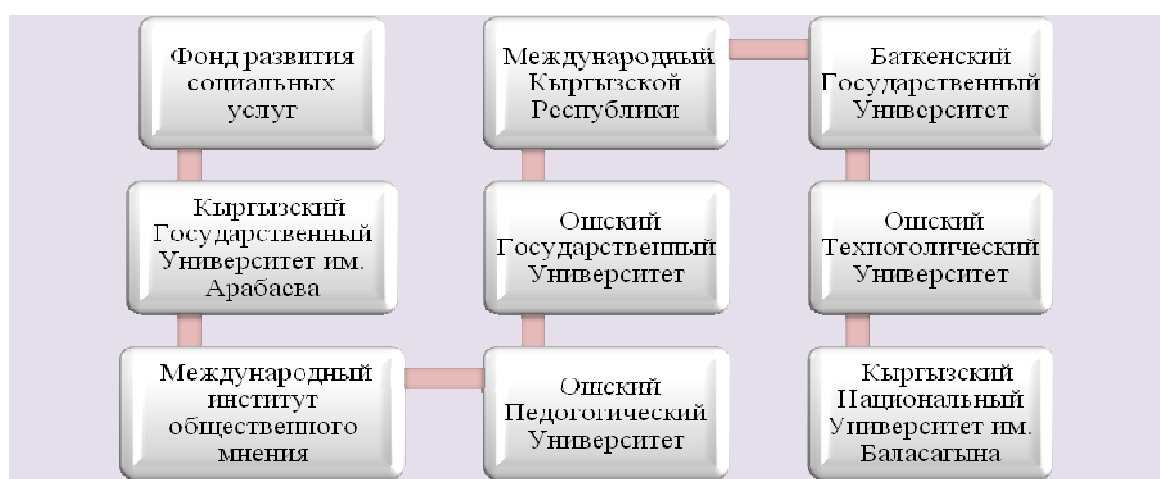 Фонд развития
социальных
услуг
Кыргызский
Государственный
Университет им.
Арабаева
Международный
институт
общественного
мнения
Ошский
Педогогический
Университет
Ошский
Государственный
Университет
Международный
Кыргызской
Республики
Баткенский
Государственный
Университет
Ошский
Техноголический
Университет
Кыргызский
Национальный
Университет им.
Баласагына